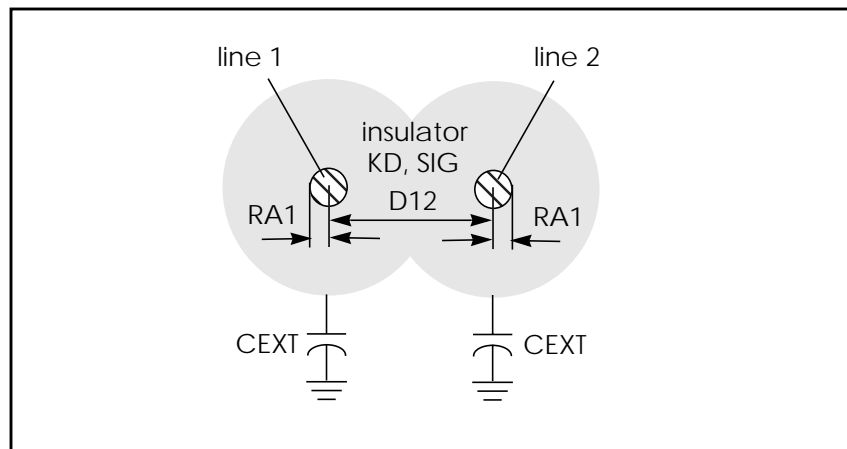 line 1
line 2
insulator
KD, SIG
D12
RA1
RA1
CEXT
CEXT